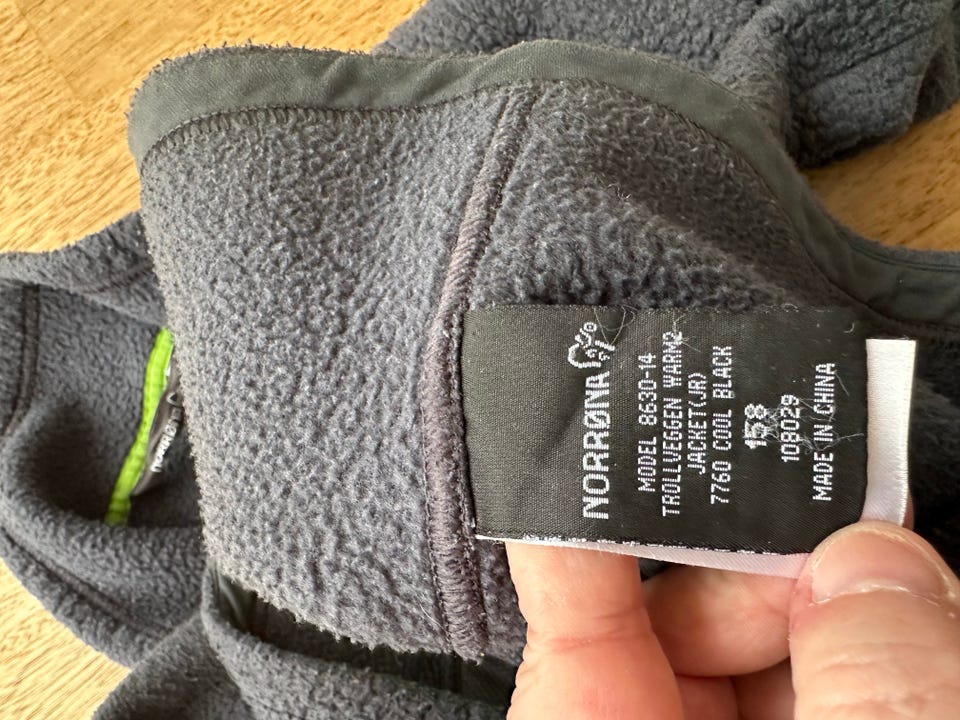 NORRØNA
MODEL 8630-14
TROLLVEGGEN WARM2
JACKET(JR)
7760 COOL BLACK
158
108029
MADE IN CHINA